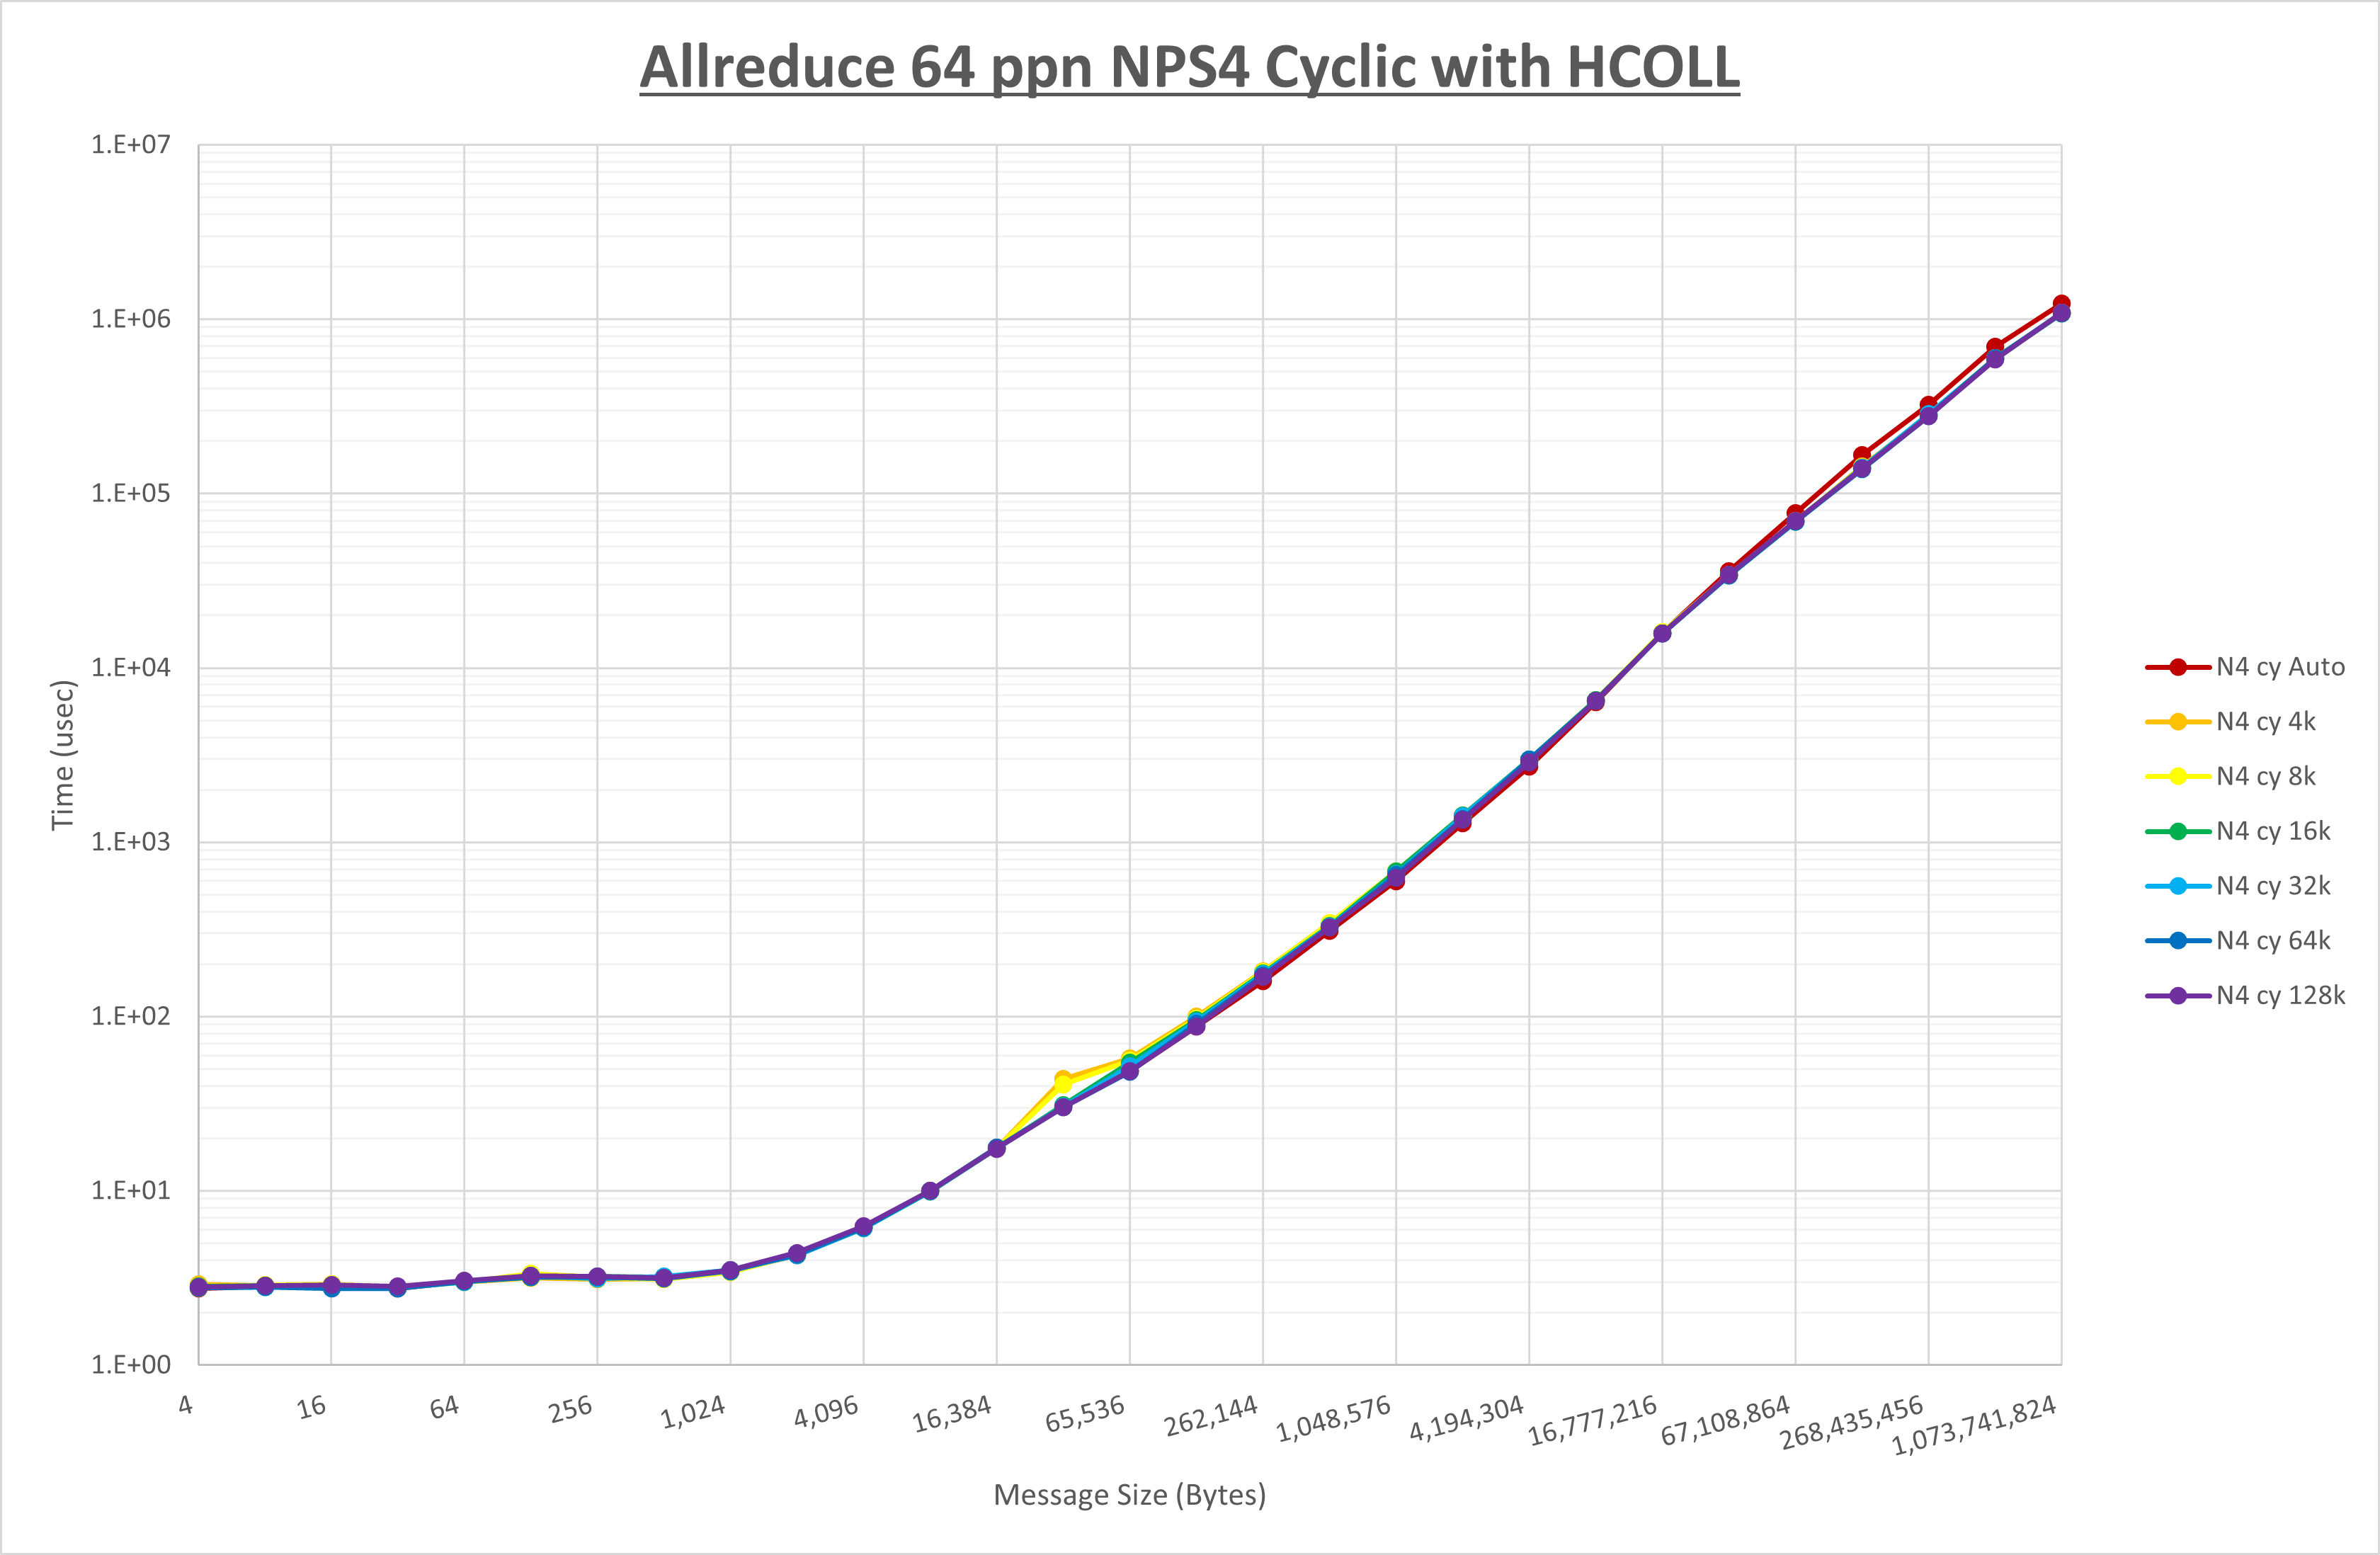 Allreduce 64 ppn NPS4 Cyclic with HCOLL
1.E+07
1.E+06
1.E+05
1.E+04
1.E+03
1.E+02
1.E+01
1.E+00
Time (usec)
4
16
64
256
1,024
4,096
16,384
65,536
262,144
1,048,576
4,194,304
16,777,216
67,108,864
268,435,456
1,073,741,824
Message Size (Bytes)
N4 cy Auto
N4 cy 4k
N4 cy 8k
N4 cy 16k
N4 cy 32k
N4 cy 64k
N4 cy 128k